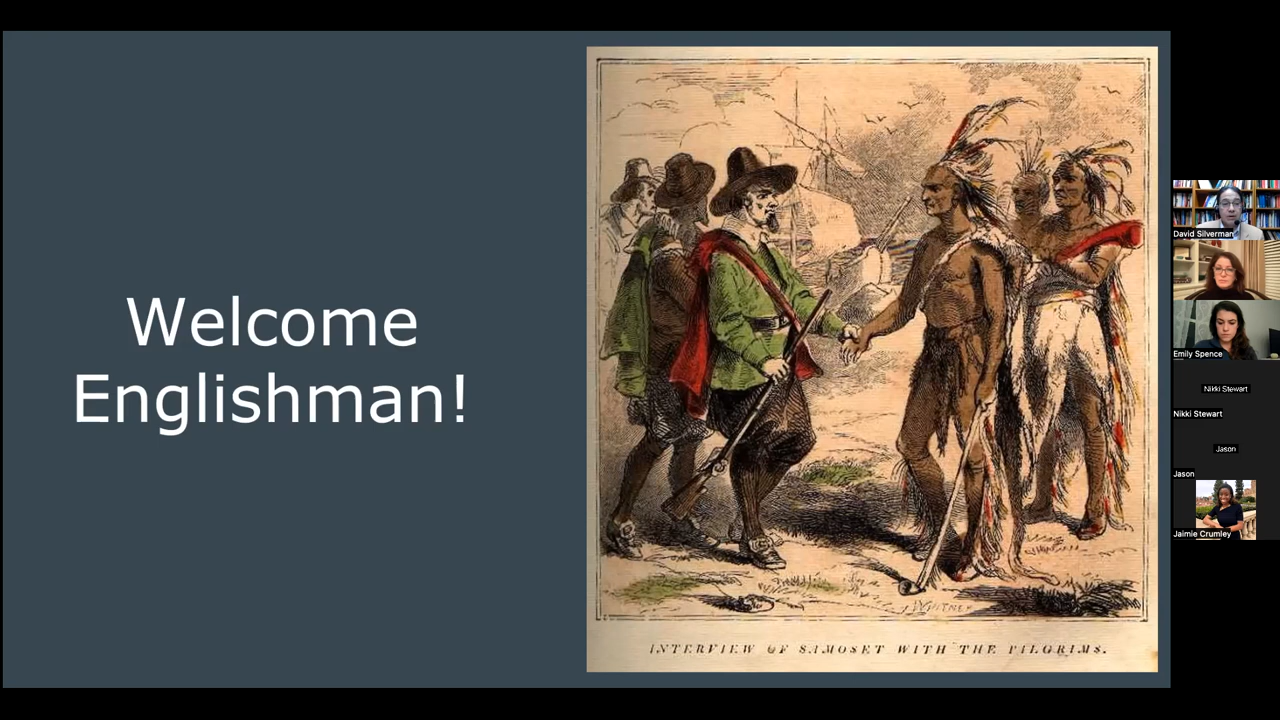 Welcome
Englishman!
WINTNER
INTERVIEW OF SAMOSET WITH THE PILGRIMS.
David Silverman
Emily Spence
Nikki Stewart
Nikki Stewart
Jason
Jason
Jaimie Crumley